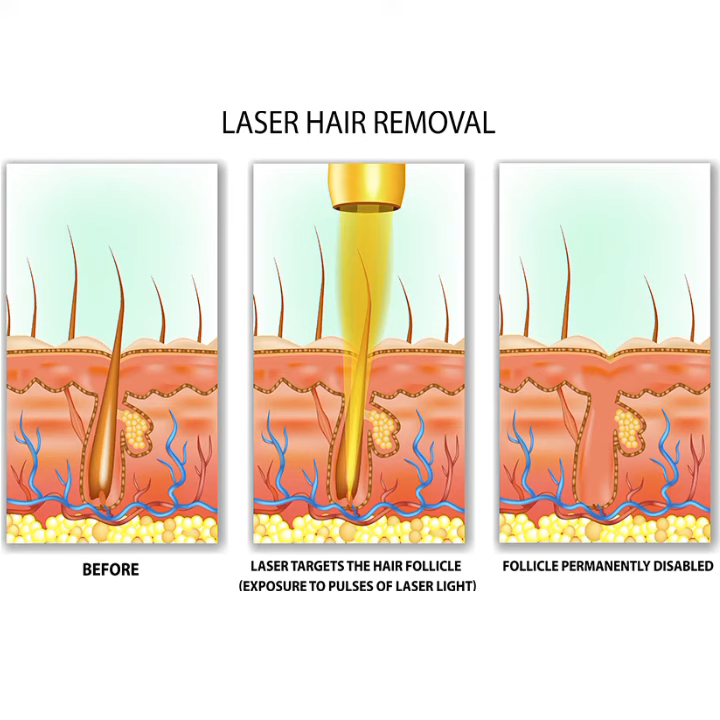 LASER HAIR REMOVAL
BEFORE
LASER TARGETS THE HAIR FOLLICLE
(EXPOSURE TO PULSES OF LASER LIGHT)
FOLLICLE PERMANENTLY DISABLED